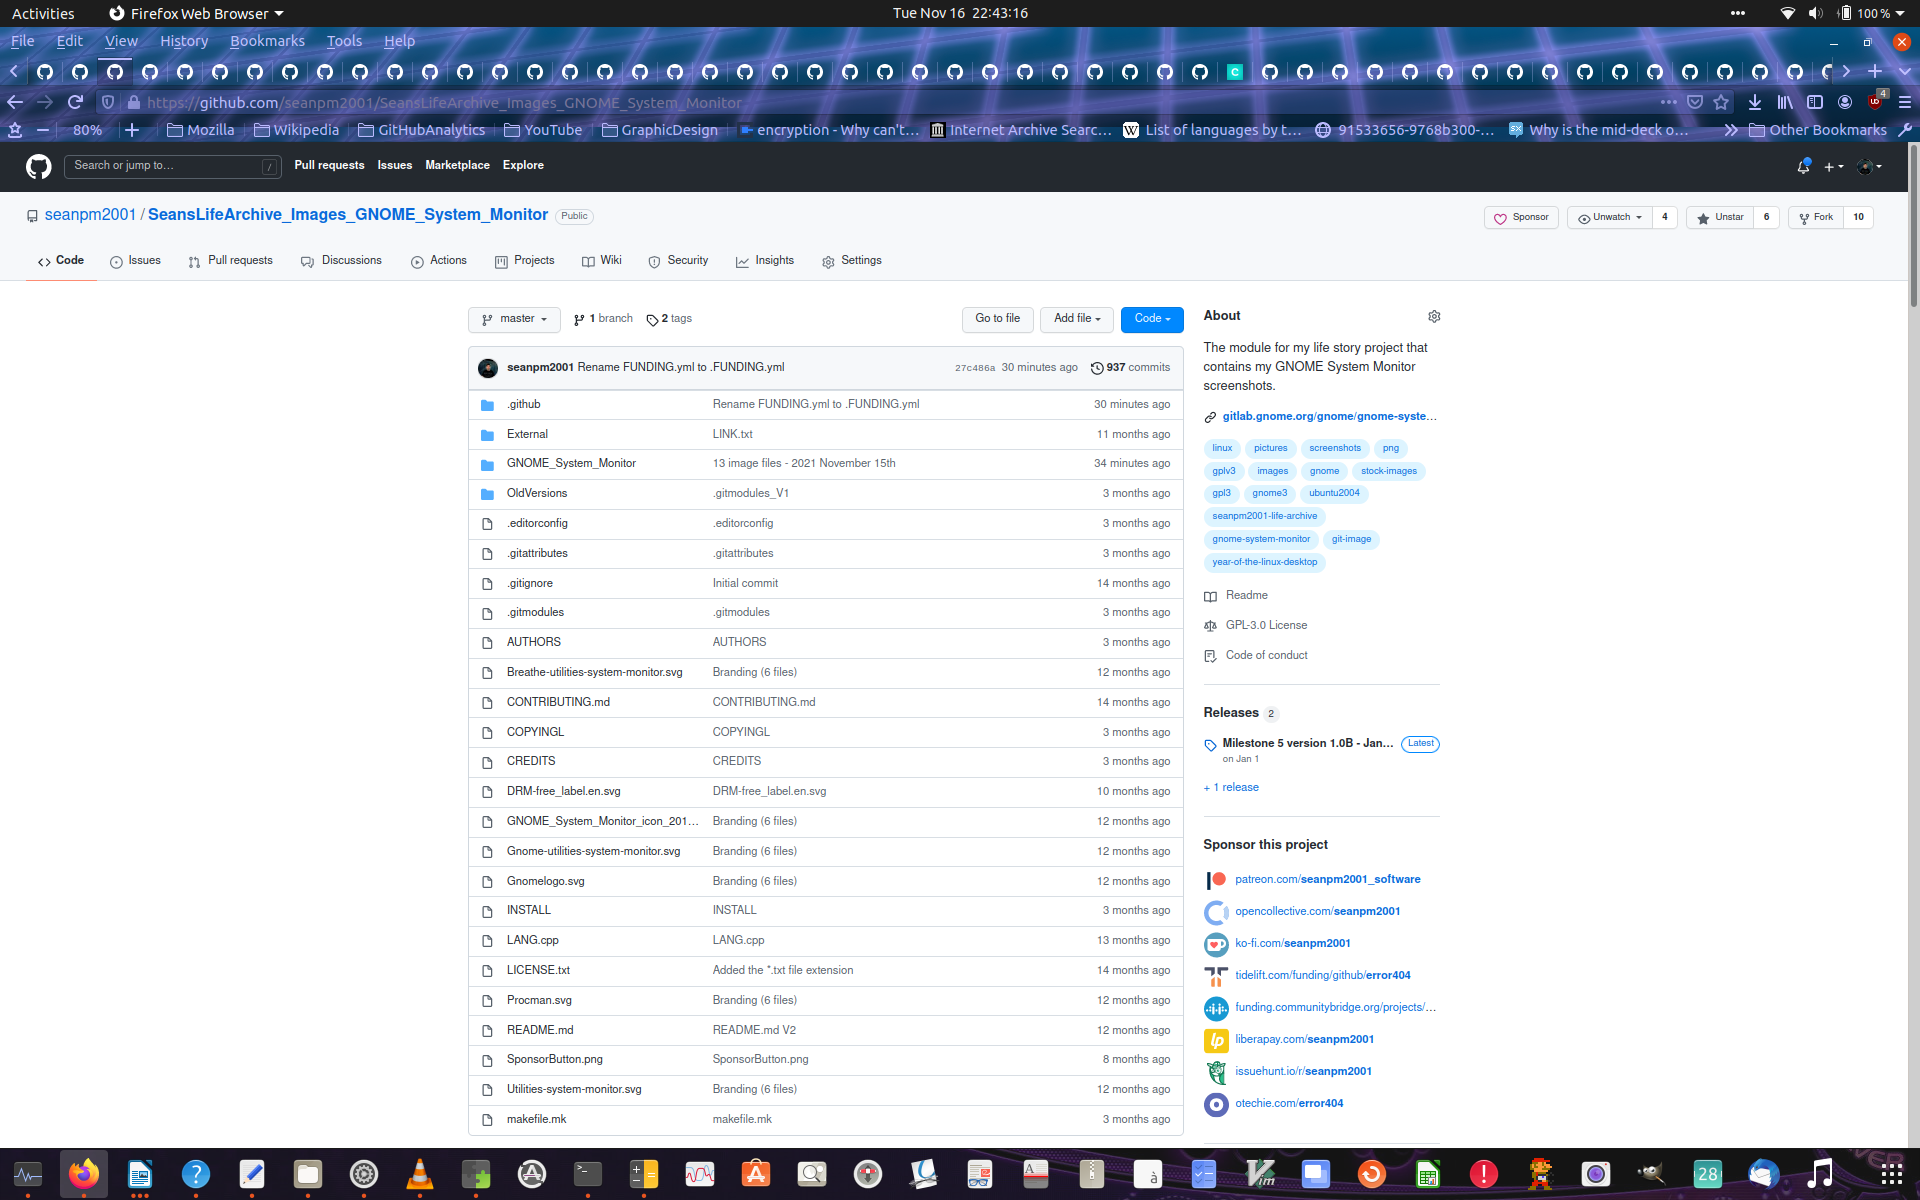 Activities Firefox Web Browser Tue Nov 16 22:43:16 100 %
File Edit View History Bookmarks Tools Help
https://github.com/seanpm2001/SeansLifeArchive_Images_GNOME_System_Monitor 4
80% Mozilla Wikipedia GitHubAnalytics YouTube GraphicDesign encryption - Why can't… Internet Archive Searc… List of languages by t… 91533656-9768b300-… Why is the mid-deck o… Other Bookmarks
Search or jump to… / Pull requests Issues Marketplace Explore
seanpm2001 / SeansLifeArchive_Images_GNOME_System_Monitor Public Sponsor Unwatch 4 Unstar 6 Fork 10
Code Issues Pull requests Discussions Actions Projects Wiki Security Insights Settings
master 1 branch 2 tags Go to file Add file Code
seanpm2001 Rename FUNDING.yml to .FUNDING.yml 27c486a 30 minutes ago 937 commits
.github Rename FUNDING.yml to .FUNDING.yml 30 minutes ago
External LINK.txt 11 months ago
GNOME_System_Monitor 13 image files - 2021 November 15th 34 minutes ago
OldVersions .gitmodules_V1 3 months ago
.editorconfig .editorconfig 3 months ago
.gitattributes .gitattributes 3 months ago
.gitignore Initial commit 14 months ago
.gitmodules .gitmodules 3 months ago
AUTHORS AUTHORS 3 months ago
Breathe-utilities-system-monitor.svg Branding (6 files) 12 months ago
CONTRIBUTING.md CONTRIBUTING.md 14 months ago
COPYINGL COPYINGL 3 months ago
CREDITS CREDITS 3 months ago
DRM-free_label.en.svg DRM-free_label.en.svg 10 months ago
GNOME_System_Monitor_icon_201… Branding (6 files) 12 months ago
Gnome-utilities-system-monitor.svg Branding (6 files) 12 months ago
Gnomelogo.svg Branding (6 files) 12 months ago
INSTALL INSTALL 3 months ago
LANG.cpp LANG.cpp 13 months ago
LICENSE.txt Added the *.txt file extension 14 months ago
Procman.svg Branding (6 files) 12 months ago
README.md README.md V2 12 months ago
SponsorButton.png SponsorButton.png 8 months ago
Utilities-system-monitor.svg Branding (6 files) 12 months ago
makefile.mk makefile.mk 3 months ago
About
The module for my life story project that
contains my GNOME System Monitor
screenshots.
gitlab.gnome.org/gnome/gnome-syste…
linux pictures screenshots png
gplv3 images gnome stock-images
gpl3 gnome3 ubuntu2004
seanpm2001-life-archive
gnome-system-monitor git-image
year-of-the-linux-desktop
Readme
GPL-3.0 License
Code of conduct
Releases 2
Milestone 5 version 1.0B - Jan… Latest
on Jan 1
+ 1 release
Sponsor this project
patreon.com/seanpm2001_software
opencollective.com/seanpm2001
ko-fi.com/seanpm2001
tidelift.com/funding/github/error404
funding.communitybridge.org/projects/…
liberapay.com/seanpm2001
issuehunt.io/r/seanpm2001
otechie.com/error404
28